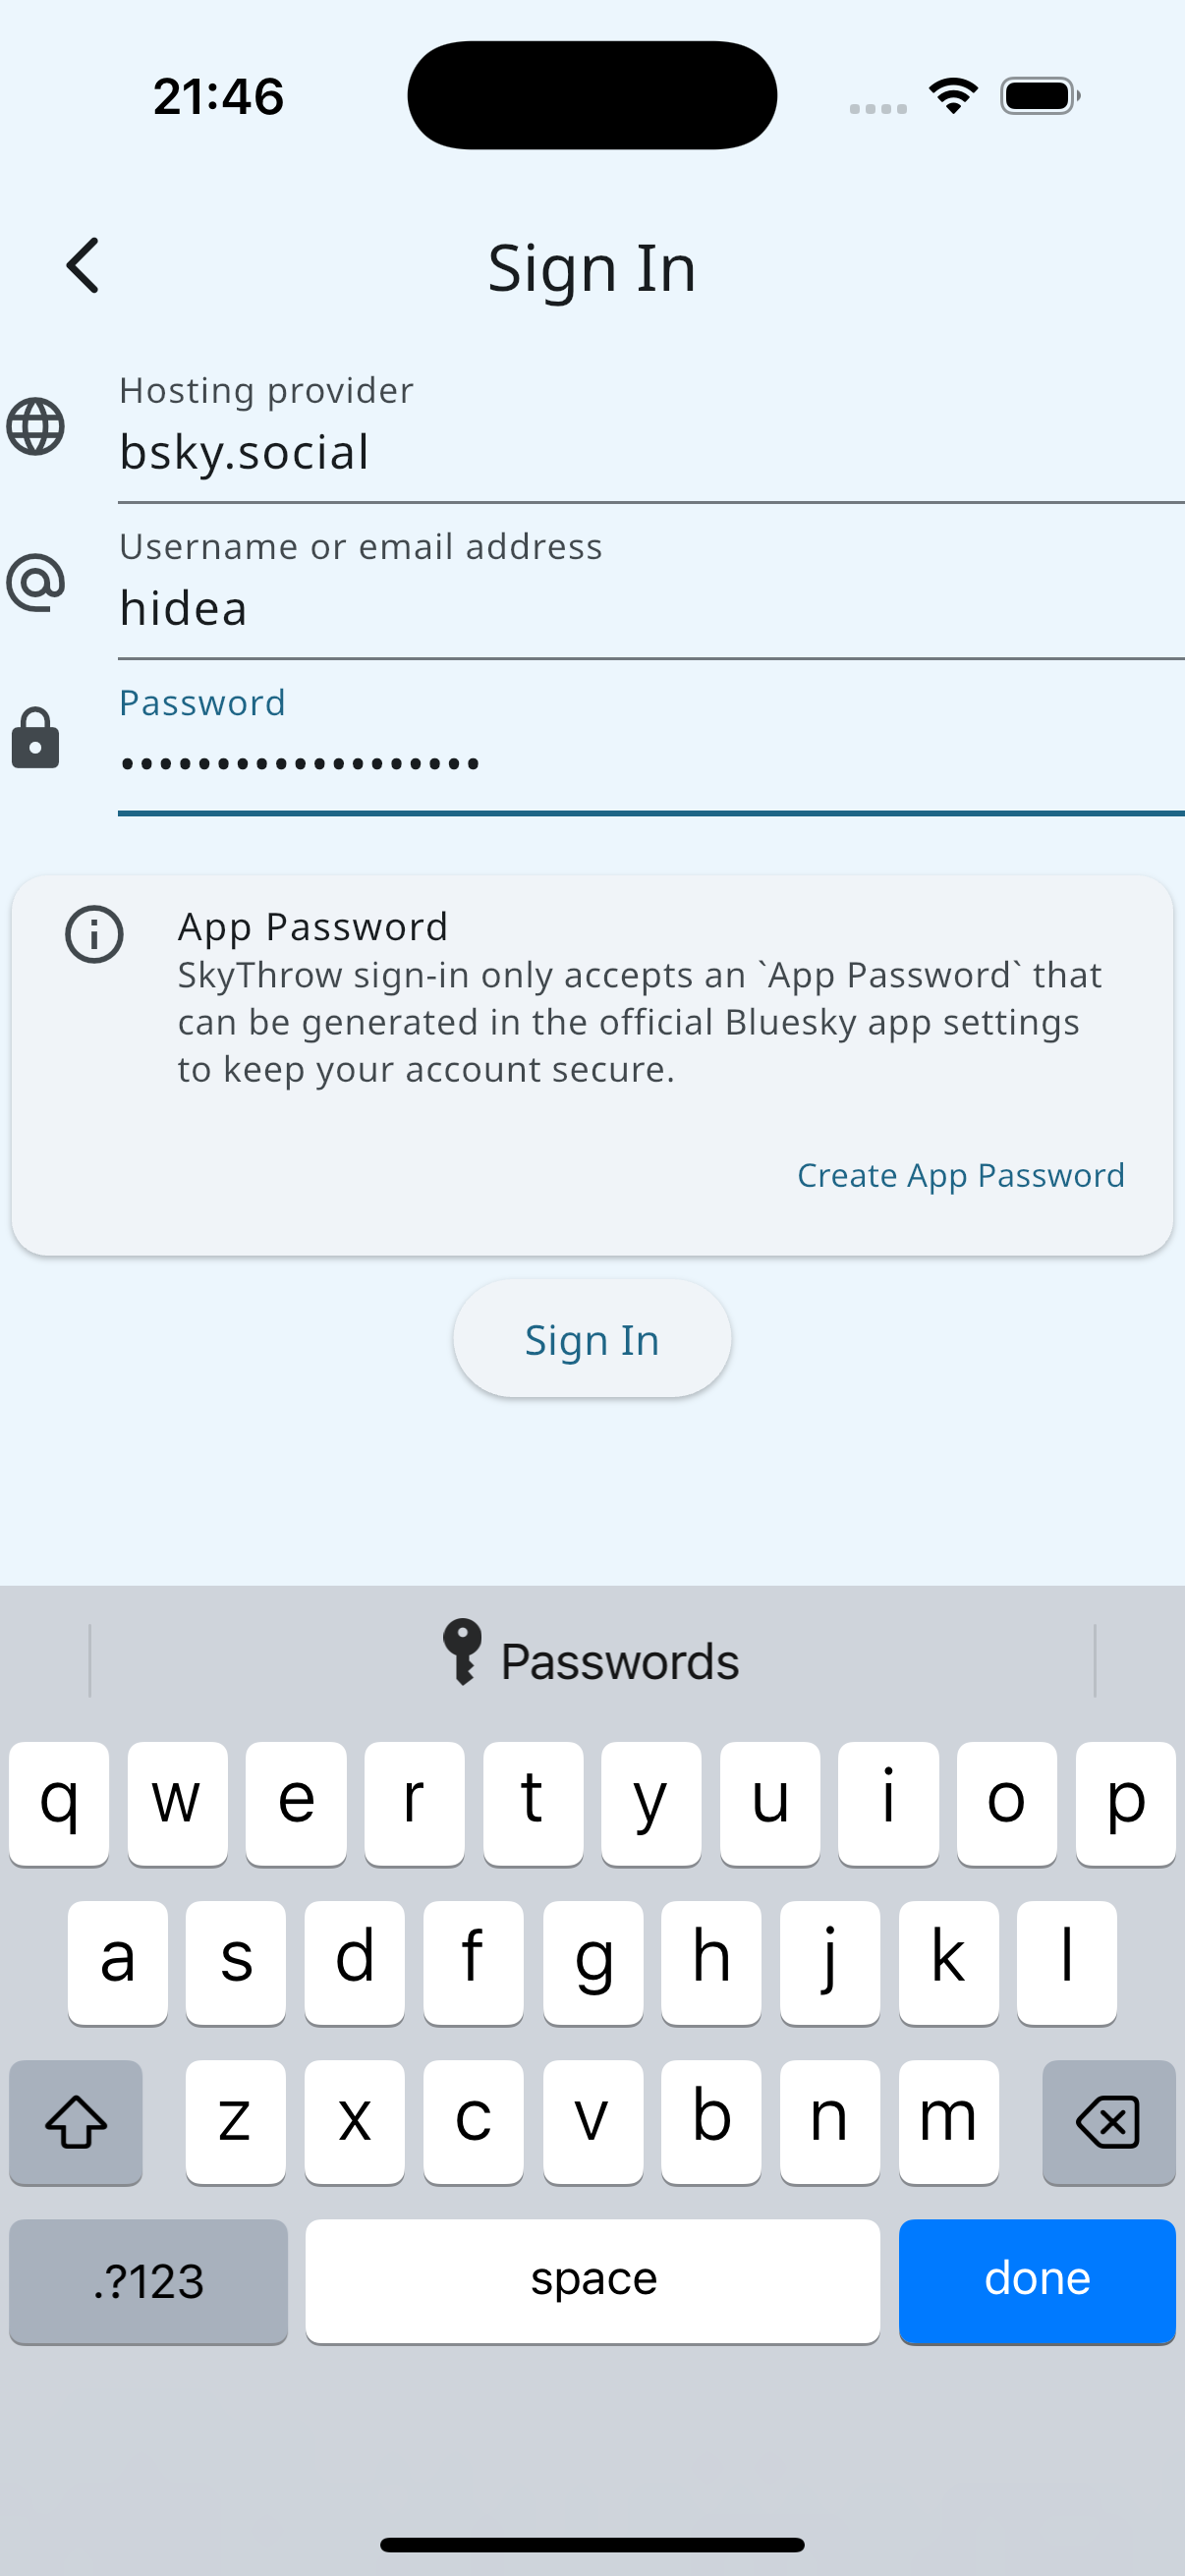 21:46
Sign In
Hosting provider
bsky.social
Username or email address
hidea
Password
•••••••••••••••••••
App Password
SkyThrow sign-in only accepts an `App Password` that
can be generated in the official Bluesky app settings
to keep your account secure.
Create App Password
Sign In
Passwords
q w e r t y u i o p
a s d f g h j k l
z x c v b n m
.?123 space done